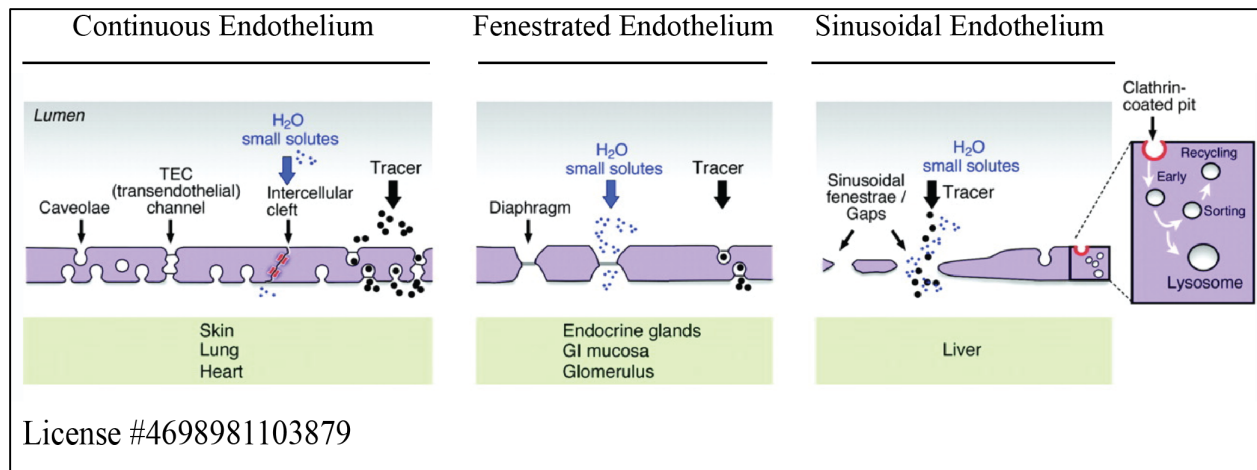 Continuous Endothelium
Fenestrated Endothelium
Sinusoidal Endothelium
Lumen
H2O
small solutes
TEC
(transendothelial)
channel
Caveolae
Intercellular
cleft
Tracer
H2O
small solutes
Tracer
Diaphragm
H2O
small solutes
Tracer
Sinusoidal
fenestrae /
Gaps
Clathrin-
coated pit
Recycling
Early
Sorting
Lysosome
Skin
Lung
Heart
Endocrine glands
GI mucosa
Glomerulus
Liver
License #4698981103879